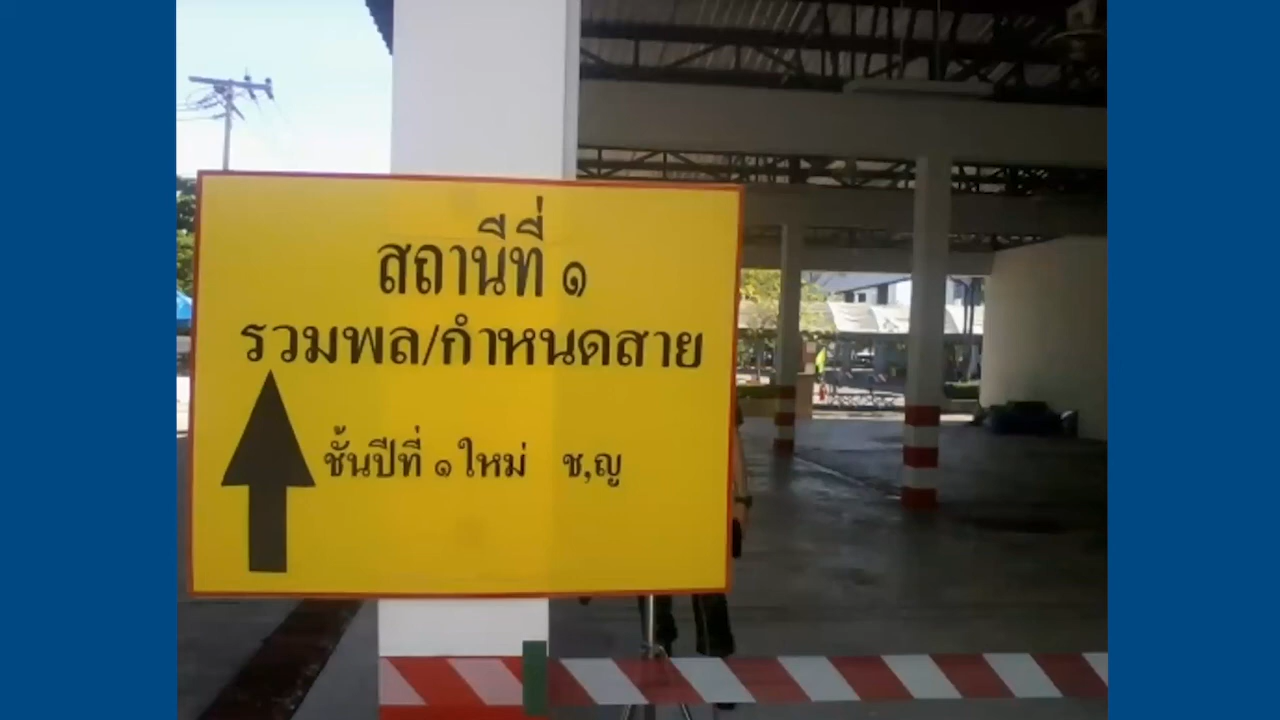 สถานีที่ ๑
รวมพล/กำหนดสาย
ชั้นปีที่ ๑ ใหม่ ช,ญ